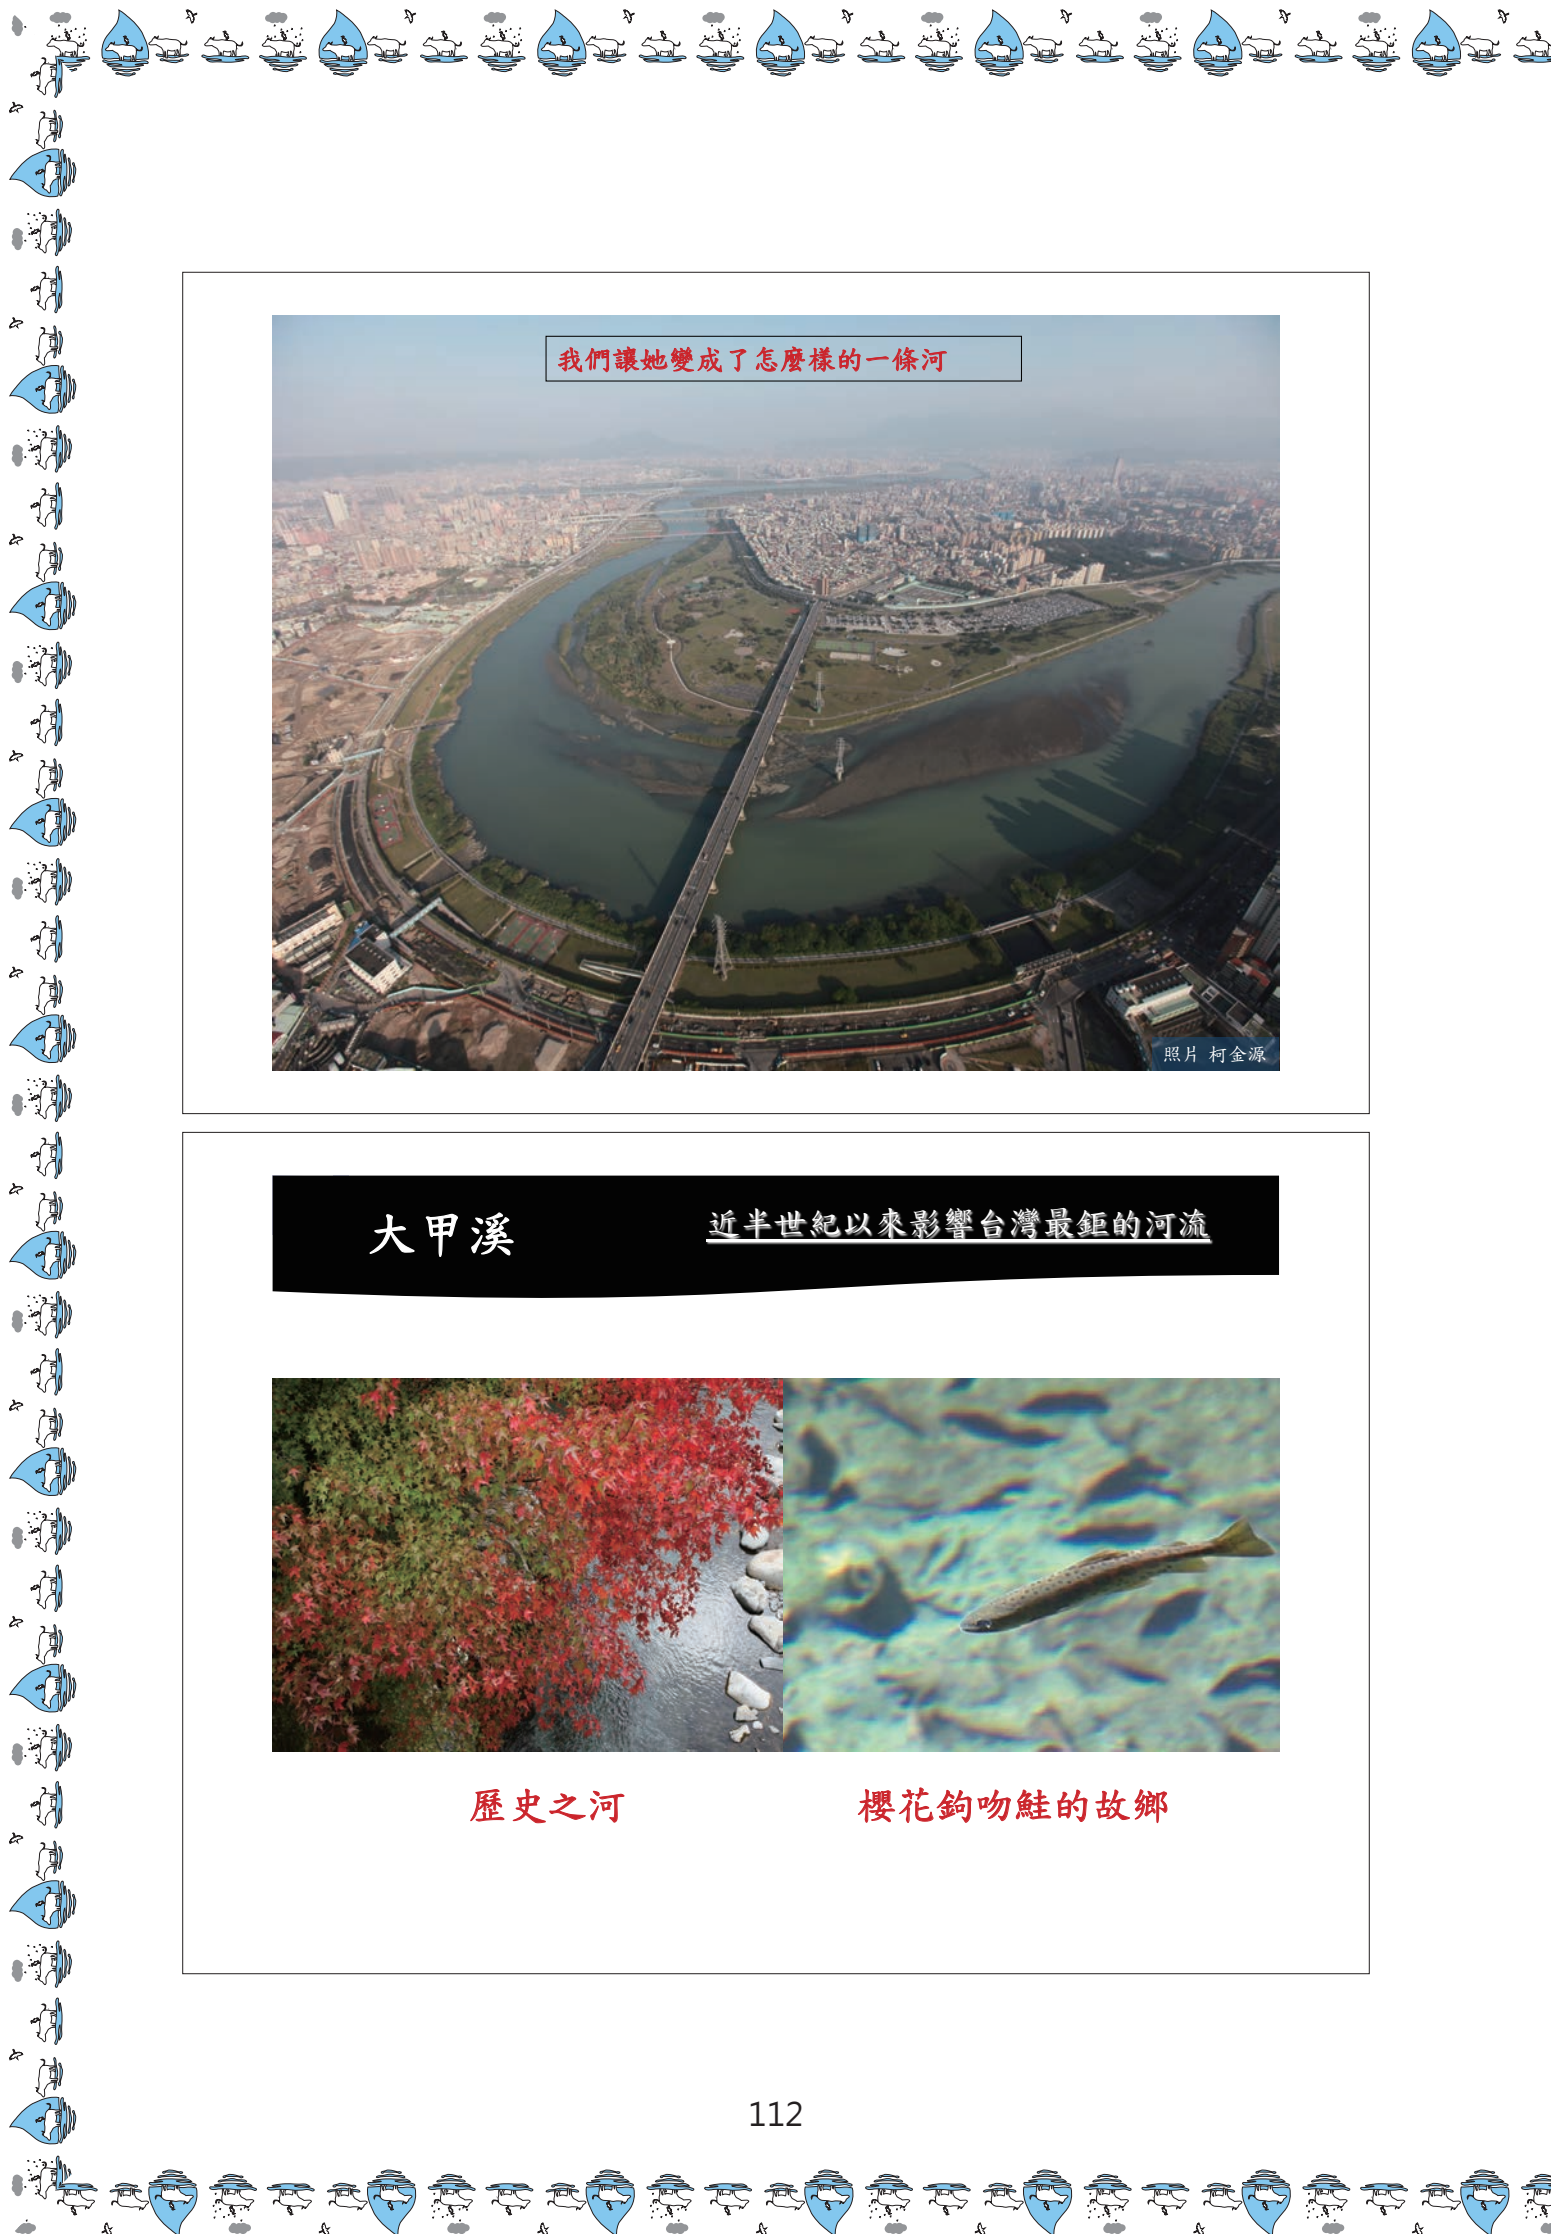 我們讓她變成了怎麼樣的一條河
照片 柯金源
大甲溪
近半世紀以來影響台灣最鉅的河流
歷史之河
櫻花鉤吻鮭的故鄉
112